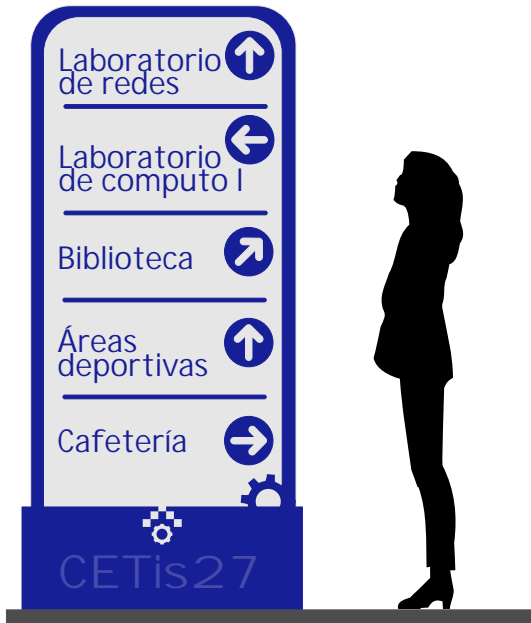 Laboratorio
de redes
Laboratorio
de computo I
Biblioteca
Áreas
deportivas
Cafetería
CETis27